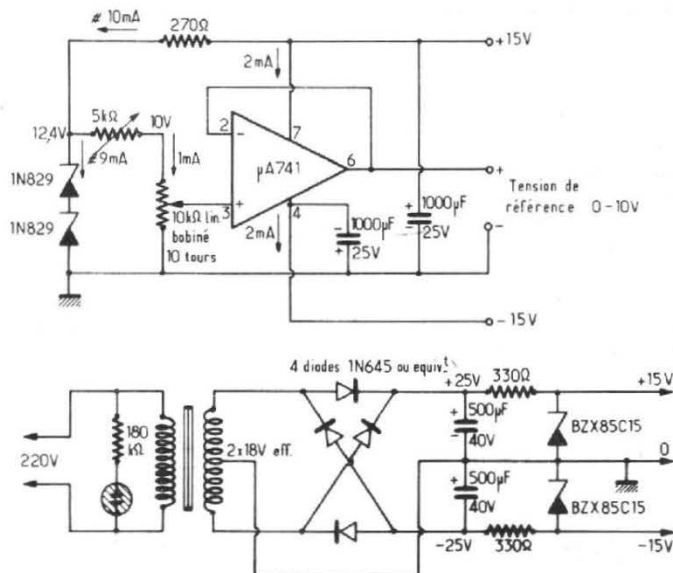 # 10mA
270Ω
+15V
2mA
5kΩ
10V
12,4V
# 9mA
1mA
2
7
6
µA741
+
1N829
1N829
3
4
10kΩ lin.
bobiné
10 tours
2mA
1000µF
25V
1000µF
25V
Tension de
référence 0-10V
-15V
4 diodes 1N645 ou équiv.t
+25V
330Ω
+15V
180
kΩ
220V
2x18V eff.
500µF
40V
BZX85C15
0
500µF
40V
BZX85C15
-25V
330Ω
-15V